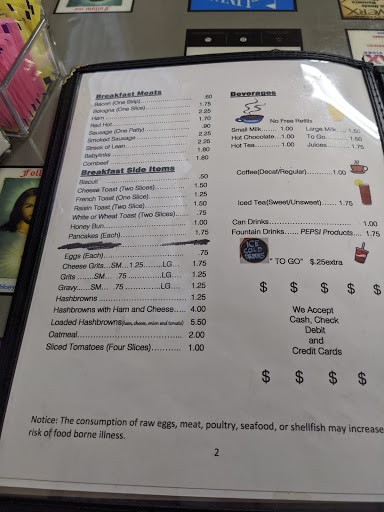 Breakfast Meats
Bacon (One Strip) .60
Bologna (One Slice) 1.75
Ham
Red Hot
Sausage (One Patty)
Smoked Sausage 2.25
Streak of Lean
Babylinks 1.80
Cornbeef 1.80
Breakfast Side Items
Biscuit .50
Cheese Toast (Two Slices) 1.50
French Toast (One Slice) 1.25
Raisin Toast (Two Slices) 1.50
White or Wheat Toast (Two Slices) .75
Honey Bun 1.00
Pancakes (Each) 1.75
Eggs (Each) .75
Cheese Grits...SM...1.25........LG.... 1.75
Grits .......SM... .75 ..............LG.... 1.25
Gravy......SM... .75 ..............LG.... 1.25
Hashbrowns 1.25
Hashbrowns with Ham and Cheese..... 4.00
Loaded Hashbrowns(ham, cheese, onion and tomato) 5.50
Oatmeal 2.00
Sliced Tomatoes (Four Slices) 1.00
Beverages
No Free Refills
Small Milk.... 1.00 Large Milk... 1.50
Hot Chocolate... 1.00 To Go 1.50
Hot Tea 1.00 Juices 1.75
Coffee(Decaf/Regular) 1.00
Iced Tea(Sweet/Unsweet) 1.75
Can Drinks 1.00
Fountain Drinks....... PEPSI Products.... 1.75
ICE COLD DRINKS
" TO GO" $.25extra
$ $ $ $ $
We Accept
Cash, Check
Debit
and
Credit Cards
$ $ $ $
Notice: The consumption of raw eggs, meat, poultry, seafood, or shellfish may increase
risk of food borne illness.
2